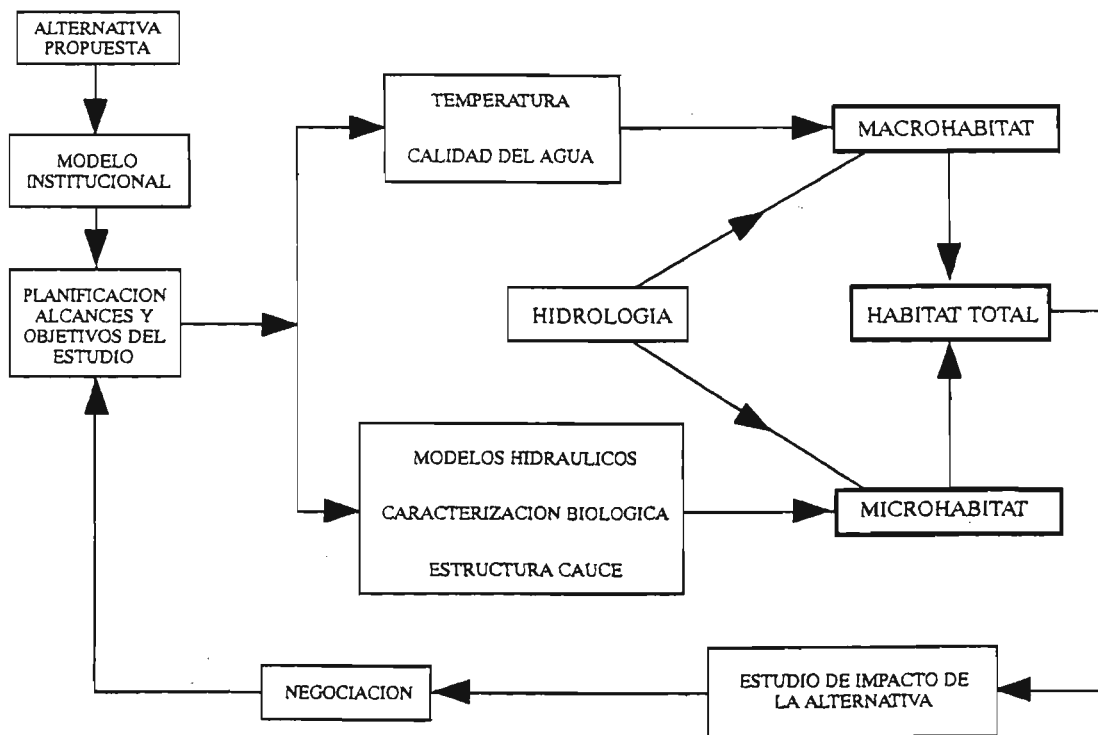 ALTERNATIVA
PROPUESTA
MODELO
INSTITUCIONAL
PLANIFICACION
ALCANCES Y
OBJETIVOS DEL
ESTUDIO
TEMPERATURA
CALIDAD DEL AGUA
MACROHABITAT
HIDROLOGIA
HABITAT TOTAL
MODELOS HIDRAULICOS
CARACTERIZACION BIOLOGICA
ESTRUCTURA CAUCE
MICROHABITAT
NEGOCIACION
ESTUDIO DE IMPACTO DE
LA ALTERNATIVA